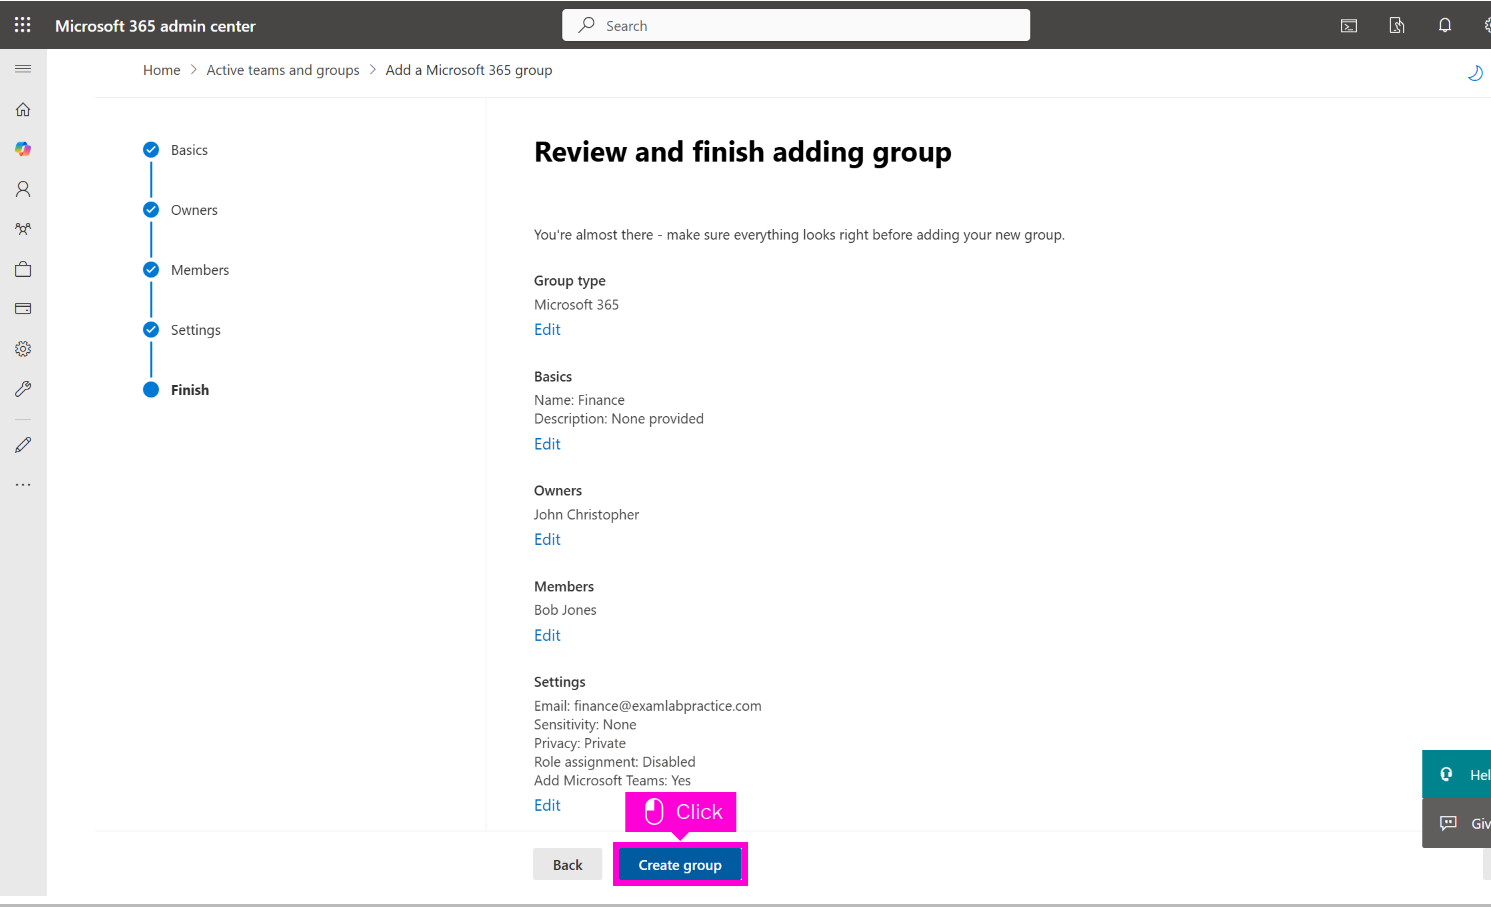 Microsoft 365 admin center
Search
Home > Active teams and groups > Add a Microsoft 365 group
Basics
Owners
Members
Settings
Finish
Review and finish adding group
You're almost there - make sure everything looks right before adding your new group.
Group type
Microsoft 365
Edit
Basics
Name: Finance
Description: None provided
Edit
Owners
John Christopher
Edit
Members
Bob Jones
Edit
Settings
Email: finance@examlabpractice.com
Sensitivity: None
Privacy: Private
Role assignment: Disabled
Add Microsoft Teams: Yes
Edit
Click
Back
Create group
Hel
Giv